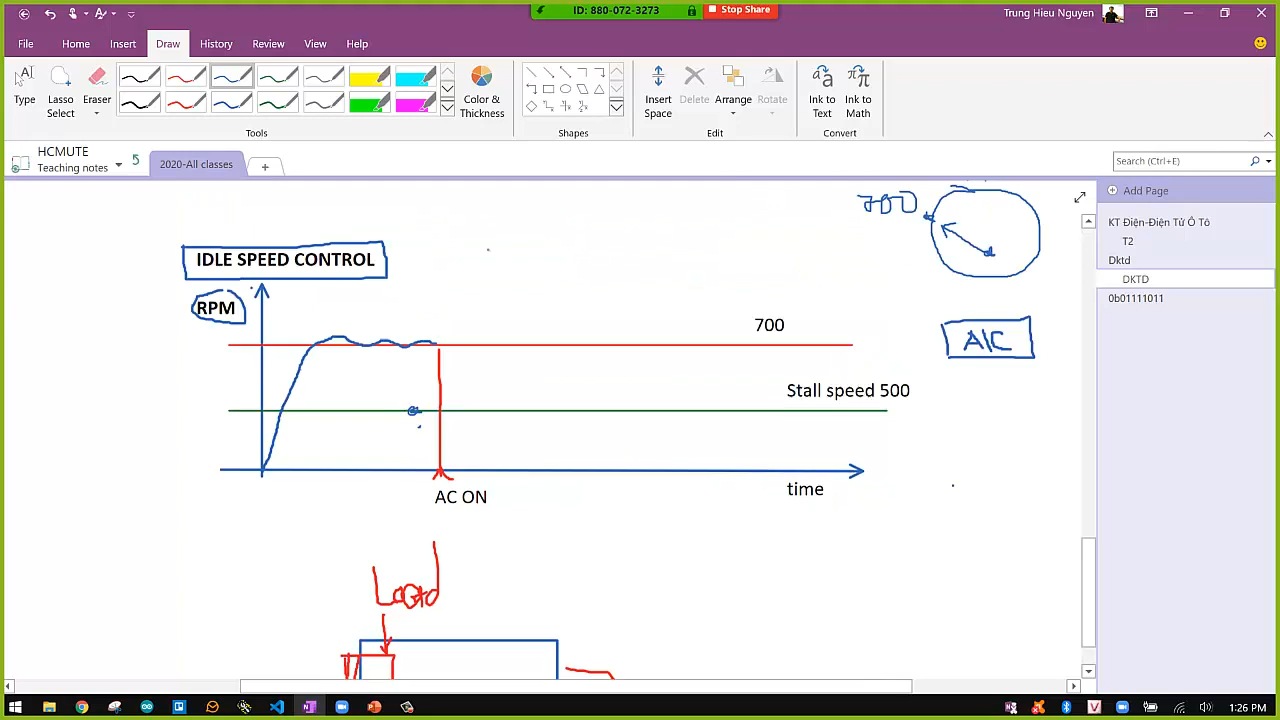 ID: 880-072-3273
Stop Share
Trung Hieu Nguyen
File Home Insert Draw History Review View Help
Type
Lasso Select
Eraser
Color & Thickness
Insert Space
Delete
Arrange
Rotate
Ink to Text
Ink to Math
Tools
Shapes
Edit
Convert
HCMUTE
Teaching notes
5
2020-All classes
Search (Ctrl+E)
Add Page
KT Điện-Điện Tử Ô Tô
T2
Dktd
DKTD
0b01111011
700
IDLE SPEED CONTROL
RPM
700
A/C
Stall speed 500
time
AC ON
Load
1:26 PM